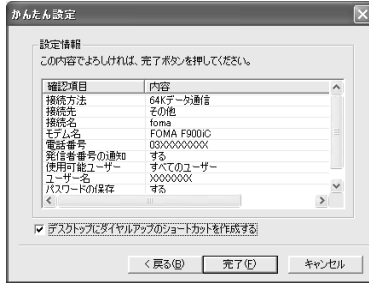 かんたん設定
設定情報
この内容でよろしければ、完了ボタンを押してください。
確認項目 内容
接続方法 64Kデータ通信
接続先 その他
接続名 foma
モデム名 FOMA F900iC
電話番号 03XXXXXXXX
発信者番号の通知 する
使用可能ユーザー すべてのユーザー
ユーザー名 XXXXXXX
パスワードの保存 する
デスクトップにダイヤルアップのショートカットを作成する
< 戻る(B) 完了(F) キャンセル